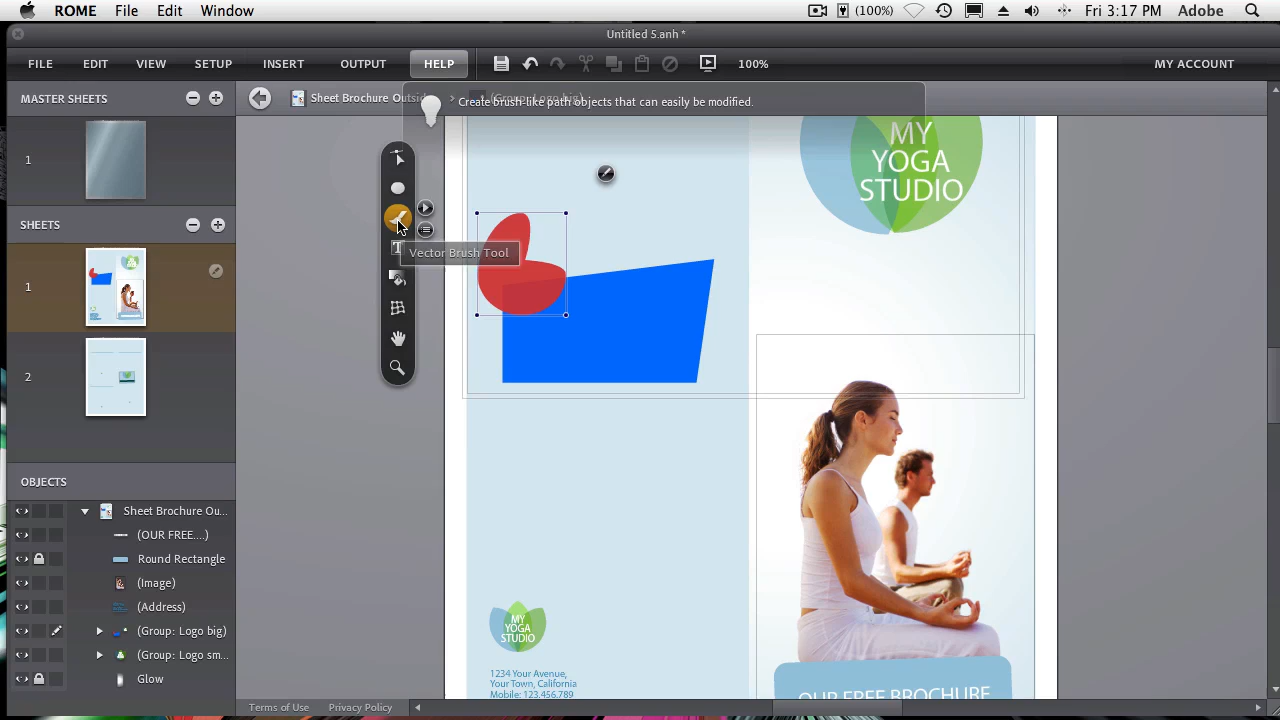 ROME File Edit Window (100%) Fri 3:17 PM Adobe
Untitled 5.anh *
FILE EDIT VIEW SETUP INSERT OUTPUT HELP 100% MY ACCOUNT
MASTER SHEETS
Sheet Brochure Outsid... > (Group: Logo big)
Create brush-like path objects that can easily be modified.
1
SHEETS
1
2
Vector Brush Tool
T
MY
YOGA
STUDIO
OBJECTS
Sheet Brochure Ou...
(OUR FREE....)
Round Rectangle
(Image)
(Address)
(Group: Logo big)
(Group: Logo sm...
Glow
MY
YOGA
STUDIO
1234 Your Avenue,
Your Town, California
Mobile: 123.456.789
OUR FREE BROCHURE
Terms of Use Privacy Policy